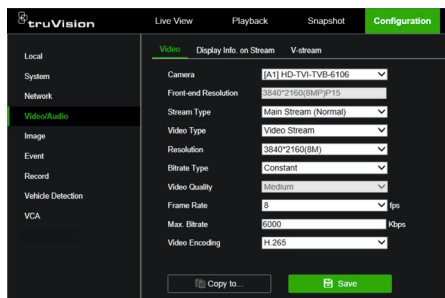 truVision
Live View Playback Snapshot Configuration
Video Display Info. on Stream V-stream
Local
System
Network
Video/Audio
Image
Event
Record
Vehicle Detection
VCA
Camera [A1] HD-TVI-TVB-6106
Front-end Resolution 3840*2160(8MP)P15
Stream Type Main Stream (Normal)
Video Type Video Stream
Resolution 3840*2160(8M)
Bitrate Type Constant
Video Quality Medium
Frame Rate 8 fps
Max. Bitrate 6000 Kbps
Video Encoding H.265
Copy to... Save